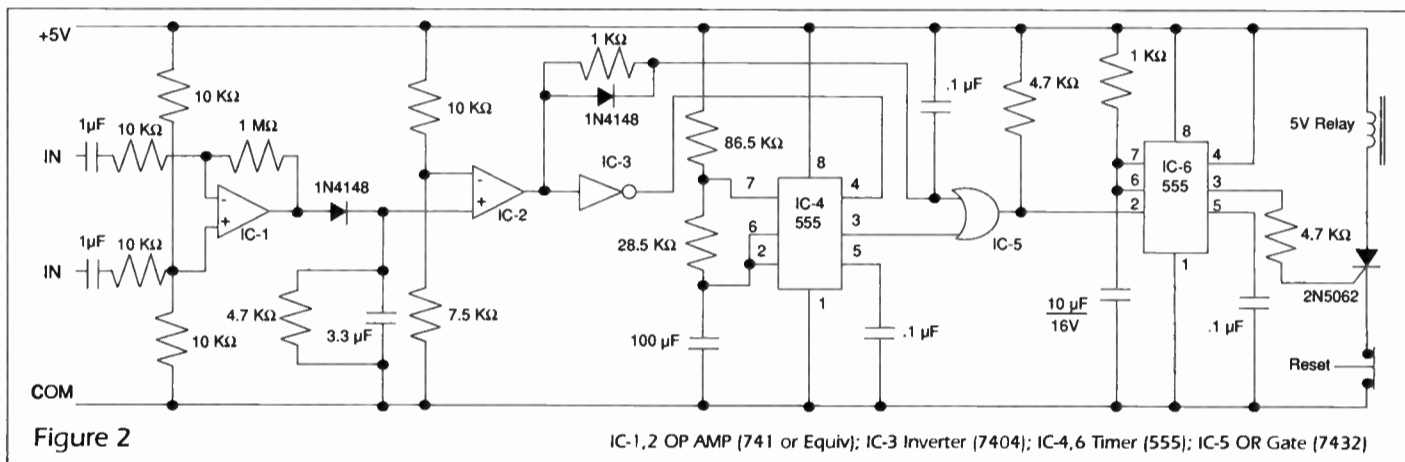 +5V
10 KΩ
1µF
10 KΩ
1 MΩ
IN
-
+
IC-1
1µF
10 KΩ
IN
10 KΩ
1N4148
4.7 KΩ
3.3 µF
10 KΩ
7.5 KΩ
-
+
IC-2
1 KΩ
1N4148
IC-3
86.5 KΩ
28.5 KΩ
100 µF
7
6
2
8
IC-4
555
4
3
5
1
.1 µF
.1 µF
4.7 KΩ
IC-5
1 KΩ
10 µF
16V
7
6
2
8
IC-6
555
4
3
5
1
.1 µF
4.7 KΩ
5V Relay
2N5062
Reset
COM
Figure 2
IC-1,2 OP AMP (741 or Equiv); IC-3 Inverter (7404); IC-4,6 Timer (555); IC-5 OR Gate (7432)